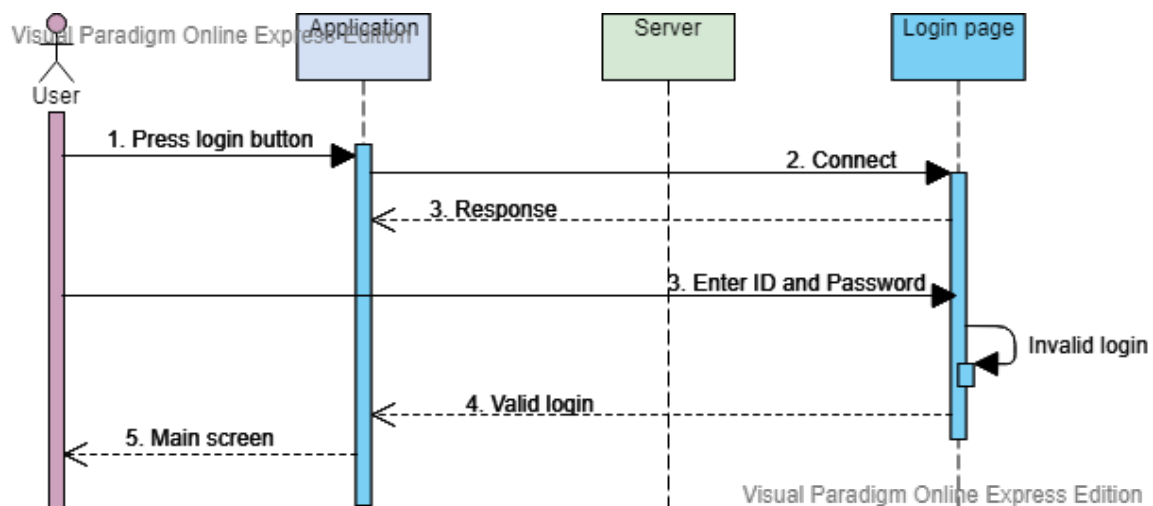 Visual Paradigm Online Express Edition
Application
Server
Login page
User
1. Press login button
2. Connect
3. Response
3. Enter ID and Password
Invalid login
4. Valid login
5. Main screen
Visual Paradigm Online Express Edition